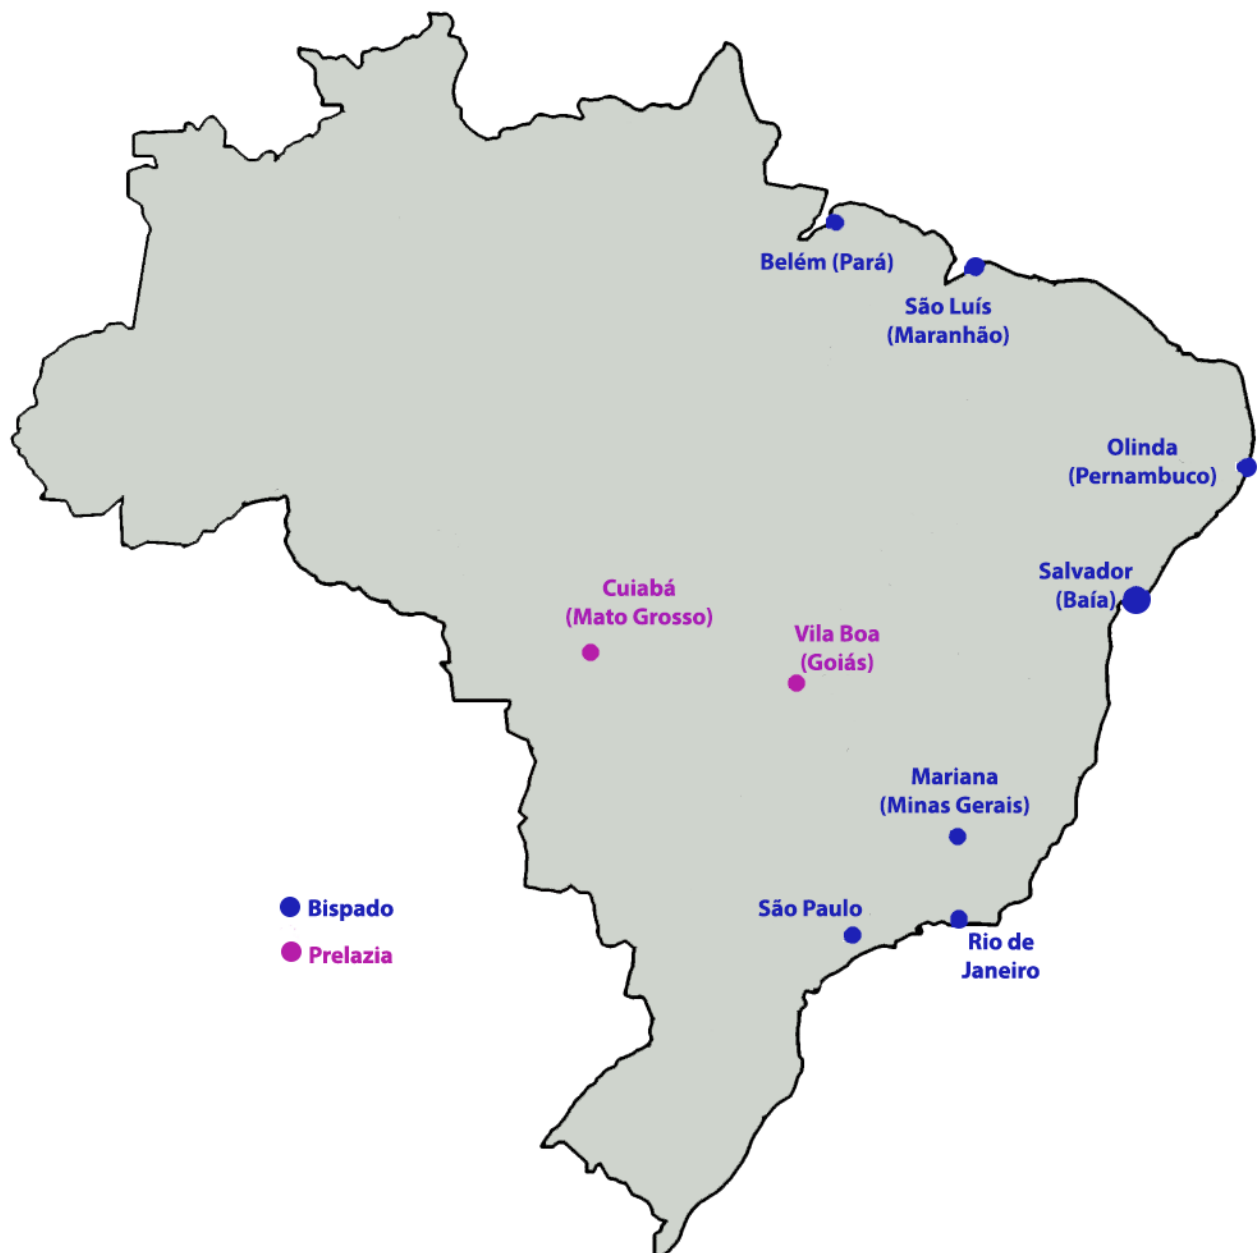 Belém (Pará)
São Luís
(Maranhão)
Olinda
(Pernambuco)
Salvador
(Baía)
Cuiabá
(Mato Grosso)
Vila Boa
(Goiás)
Mariana
(Minas Gerais)
São Paulo
Rio de
Janeiro
Bispado
Prelazia